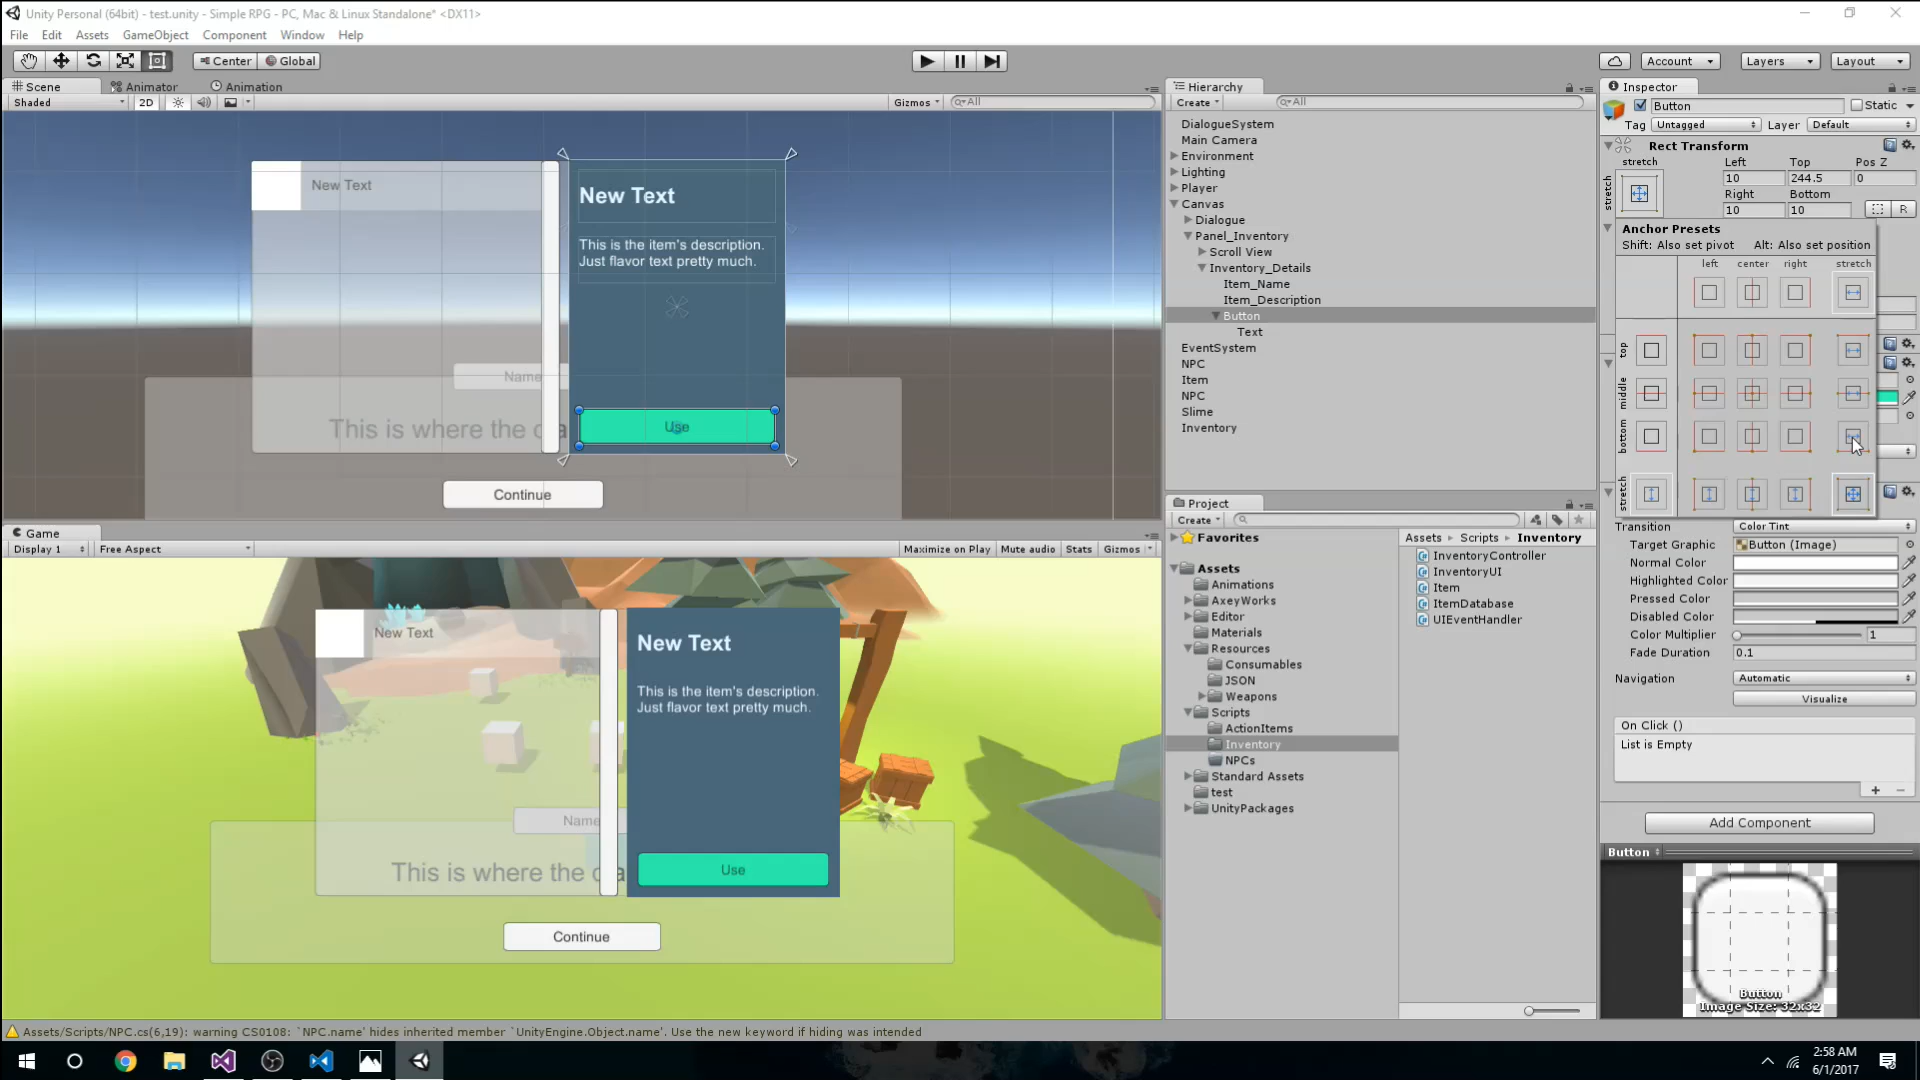 Unity Personal (64bit) - test.unity - Simple RPG - PC, Mac & Linux Standalone* <DX11>
File Edit Assets GameObject Component Window Help
Center Global Account Layers Layout
Scene Animator Animation
Shaded 2D Gizmos All
New Text
New Text
This is the item's description.
Just flavor text pretty much.
Name
This is where the dia
Use
Continue
Game
Display 1 Free Aspect Maximize on Play Mute audio Stats Gizmos
New Text
New Text
This is the item's description.
Just flavor text pretty much.
Name
This is where the dia
Use
Continue
Hierarchy
Create All
DialogueSystem
Main Camera
Environment
Lighting
Player
Canvas
Dialogue
Panel_Inventory
Scroll View
Inventory_Details
Item_Name
Item_Description
Button
Text
EventSystem
NPC
Item
NPC
Slime
Inventory
Project
Create
Favorites
Assets
Animations
AxeyWorks
Editor
Materials
Resources
Consumables
JSON
Weapons
Scripts
ActionItems
Inventory
NPCs
Standard Assets
test
UnityPackages
Assets Scripts Inventory
InventoryController
InventoryUI
Item
ItemDatabase
UIEventHandler
Inspector
Button Static
Tag Untagged Layer Default
Rect Transform
stretch Left Top Pos Z
stretch
10 244.5 0
Right Bottom
10 10 R
Anchor Presets
Shift: Also set pivot Alt: Also set position
left center right stretch
top
middle
bottom
stretch
Transition Color Tint
Target Graphic Button (Image)
Normal Color
Highlighted Color
Pressed Color
Disabled Color
Color Multiplier 1
Fade Duration 0.1
Navigation Automatic
Visualize
On Click ()
List is Empty
Add Component
Button
Button
Image Size: 32x32
Assets/Scripts/NPC.cs(6,19): warning CS0108: `NPC.name' hides inherited member `UnityEngine.Object.name'. Use the new keyword if hiding was intended
2:58 AM
6/1/2017